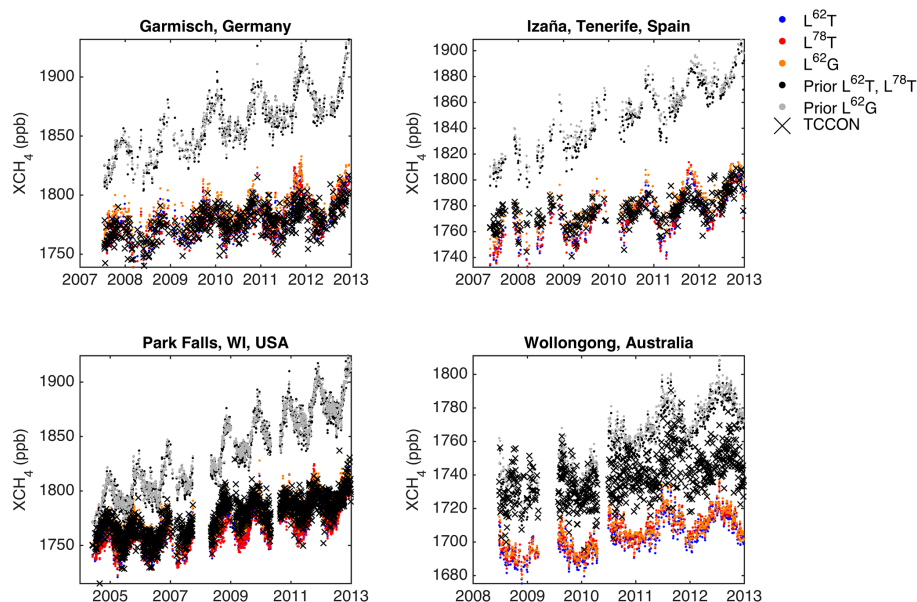 Garmisch, Germany
XCH4 (ppb)
1900
1850
1800
1750
2007 2008 2009 2010 2011 2012 2013
Izaña, Tenerife, Spain
XCH4 (ppb)
1900
1880
1860
1840
1820
1800
1780
1760
1740
2007 2008 2009 2010 2011 2012 2013
L62T
L78T
L62G
Prior L62T, L78T
Prior L62G
TCCON
Park Falls, WI, USA
XCH4 (ppb)
1900
1850
1800
1750
2005 2007 2009 2011 2013
Wollongong, Australia
XCH4 (ppb)
1800
1780
1760
1740
1720
1700
1680
2008 2009 2010 2011 2012 2013